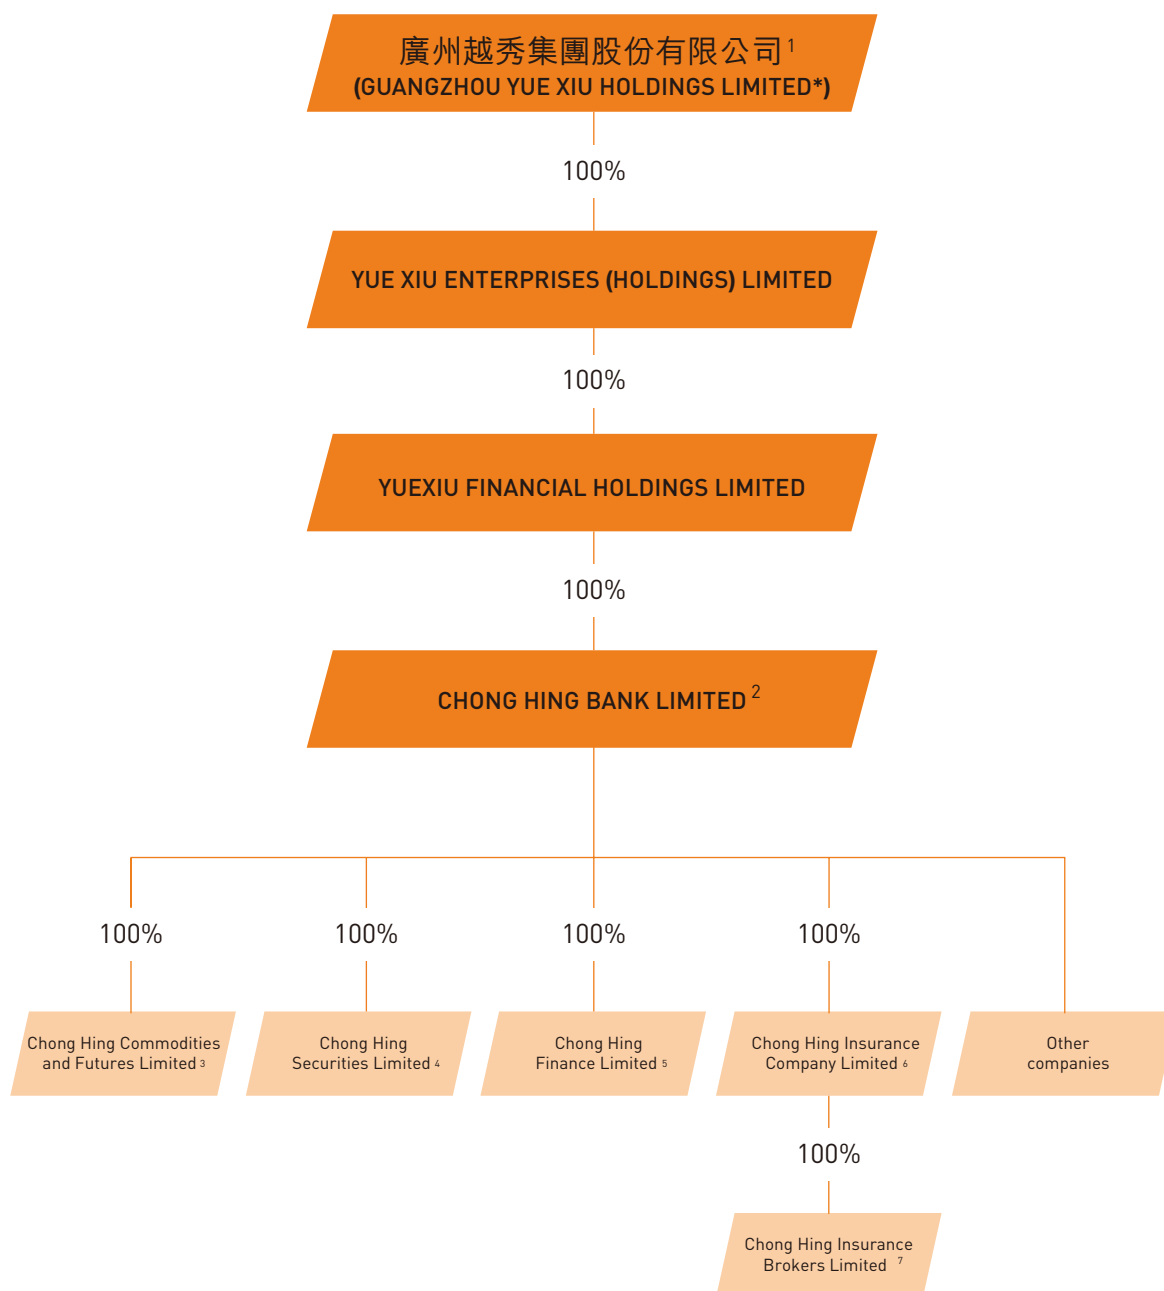 廣州越秀集團股份有限公司 1
(GUANGZHOU YUE XIU HOLDINGS LIMITED*)
100%
YUE XIU ENTERPRISES (HOLDINGS) LIMITED
100%
YUEXIU FINANCIAL HOLDINGS LIMITED
100%
CHONG HING BANK LIMITED 2
100%
100%
100%
100%
Chong Hing Commodities
and Futures Limited 3
Chong Hing
Securities Limited 4
Chong Hing
Finance Limited 5
Chong Hing Insurance
Company Limited 6
Other
companies
100%
Chong Hing Insurance
Brokers Limited 7